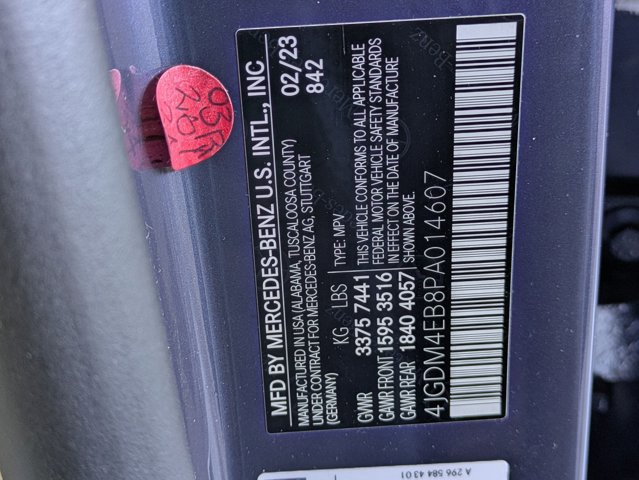 MFD BY MERCEDES-BENZ U.S. INTL., INC
MANUFACTURED IN USA (ALABAMA, TUSCALOOSA COUNTY)
UNDER CONTRACT FOR MERCEDES-BENZ AG, STUTTGART
(GERMANY)
02/23
842
KG LBS TYPE: MPV
GVWR 3375 7441
GAWR FRONT 1595 3516
GAWR REAR 1840 4057
THIS VEHICLE CONFORMS TO ALL APPLICABLE
FEDERAL MOTOR VEHICLE SAFETY STANDARDS
IN EFFECT ON THE DATE OF MANUFACTURE
SHOWN ABOVE.
4JGDM4EB8PA014607
A 296 584 43 01